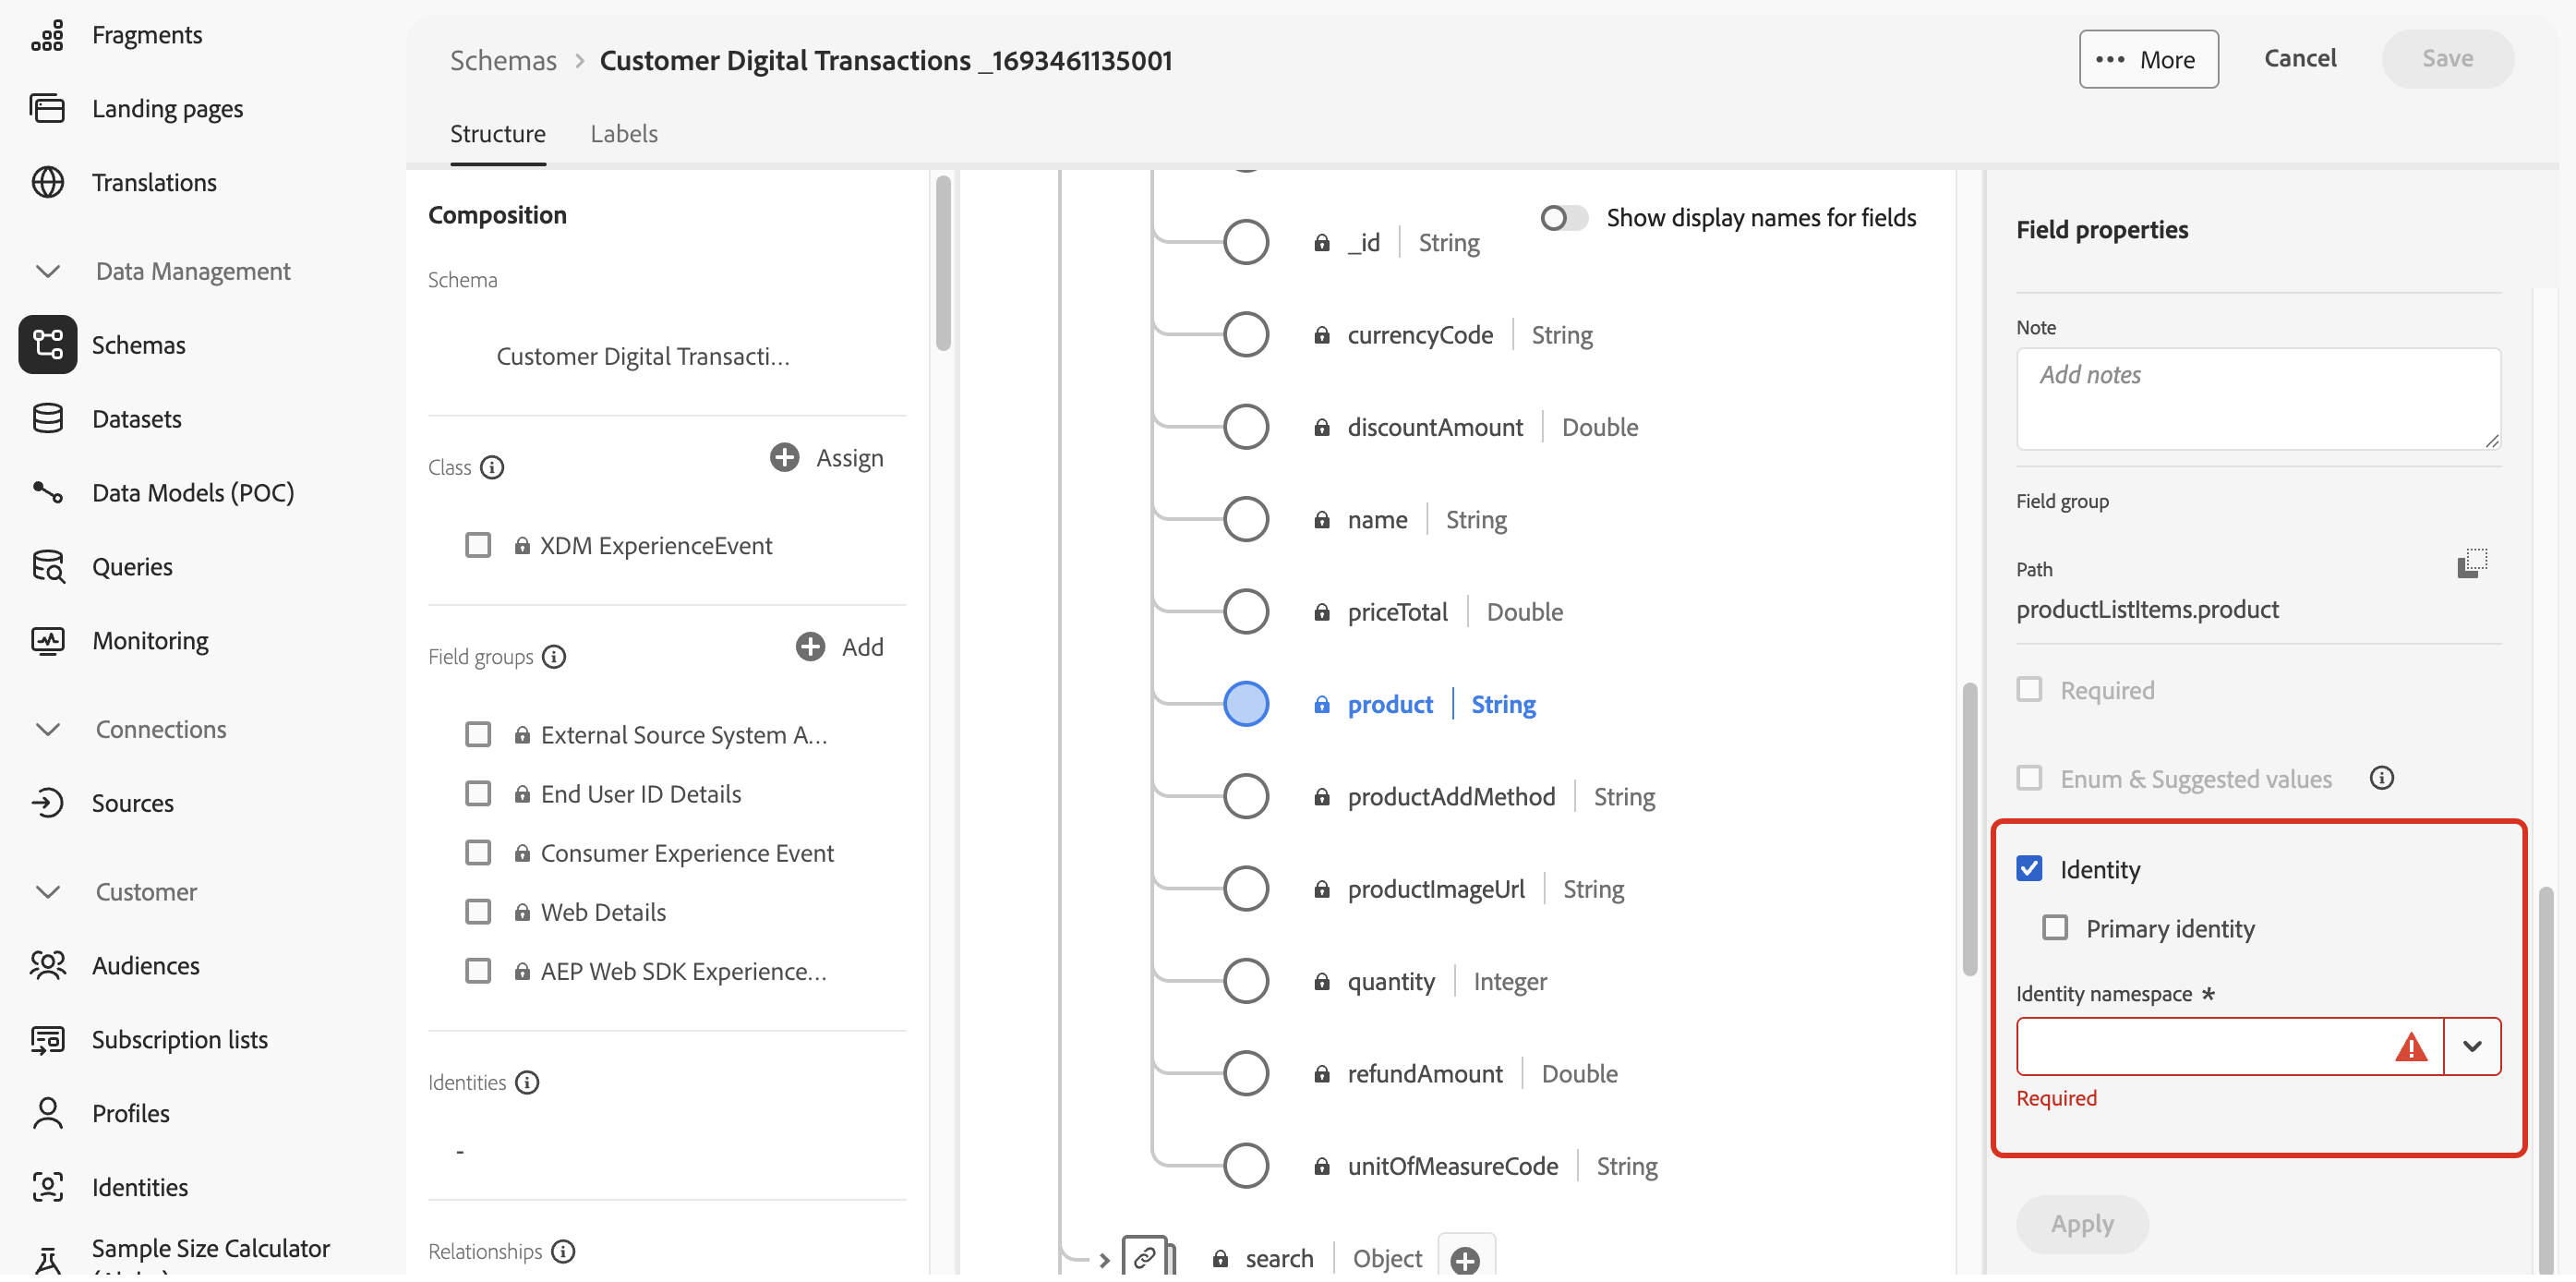 Fragments
Landing pages
Translations
Data Management
Schemas
Datasets
Data Models (POC)
Queries
Monitoring
Connections
Sources
Customer
Audiences
Subscription lists
Profiles
Identities
Sample Size Calculator
Schemas > Customer Digital Transactions _1693461135001
More
Cancel
Save
Structure
Labels
Composition
Schema
Customer Digital Transacti...
Class
Assign
XDM ExperienceEvent
Field groups
Add
External Source System A...
End User ID Details
Consumer Experience Event
Web Details
AEP Web SDK Experience...
Identities
-
Relationships
Show display names for fields
_id | String
currencyCode | String
discountAmount | Double
name | String
priceTotal | Double
product | String
productAddMethod | String
productImageUrl | String
quantity | Integer
refundAmount | Double
unitOfMeasureCode | String
search | Object
Field properties
Note
Add notes
Field group
Path
productListItems.product
Required
Enum & Suggested values
Identity
Primary identity
Identity namespace *
Required
Apply